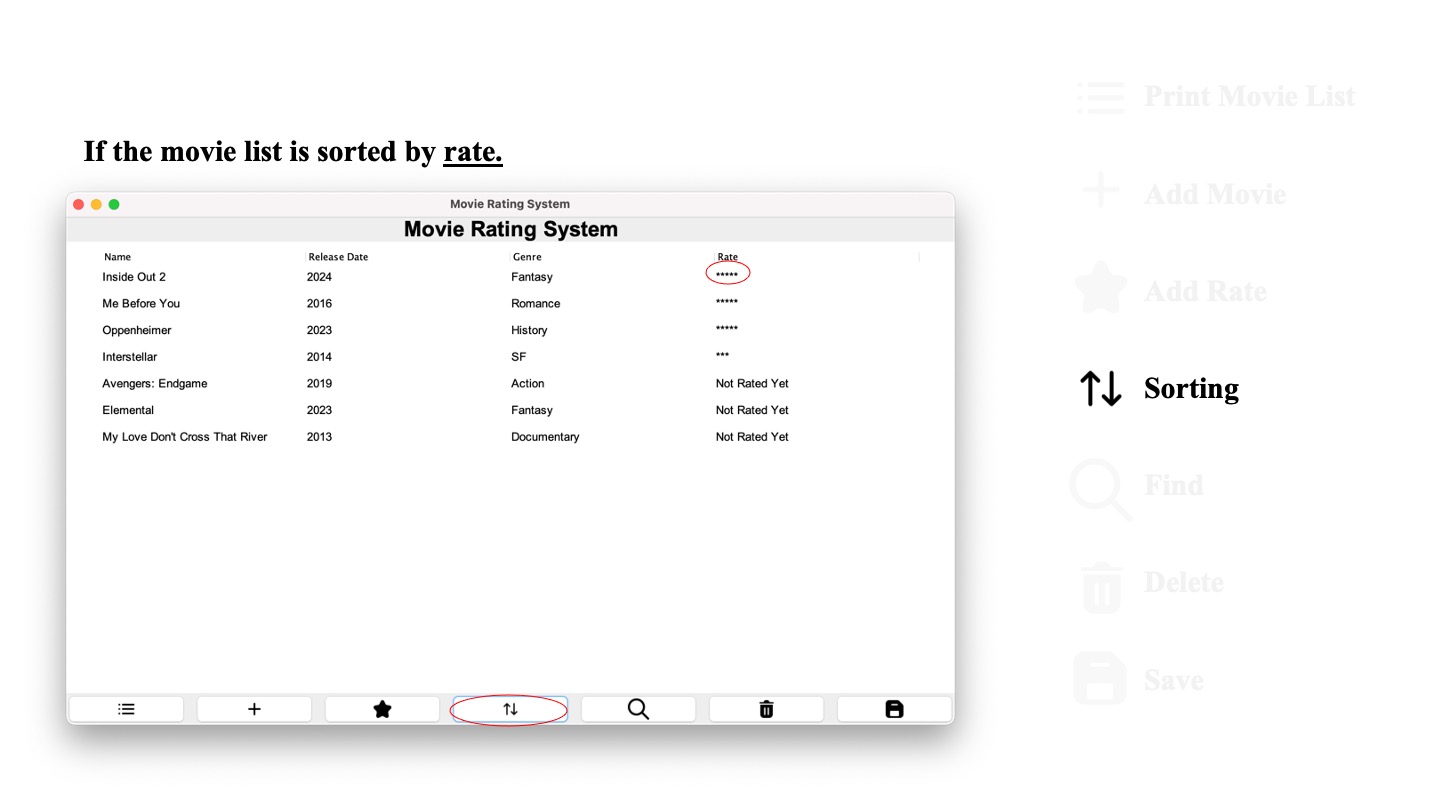 If the movie list is sorted by rate.
Movie Rating System
Movie Rating System
Name Release Date Genre Rate
Inside Out 2 2024 Fantasy *****
Me Before You 2016 Romance *****
Oppenheimer 2023 History *****
Interstellar 2014 SF ***
Avengers: Endgame 2019 Action Not Rated Yet
Elemental 2023 Fantasy Not Rated Yet
My Love Don't Cross That River 2013 Documentary Not Rated Yet
Print Movie List
Add Movie
Add Rate
Sorting
Find
Delete
Save